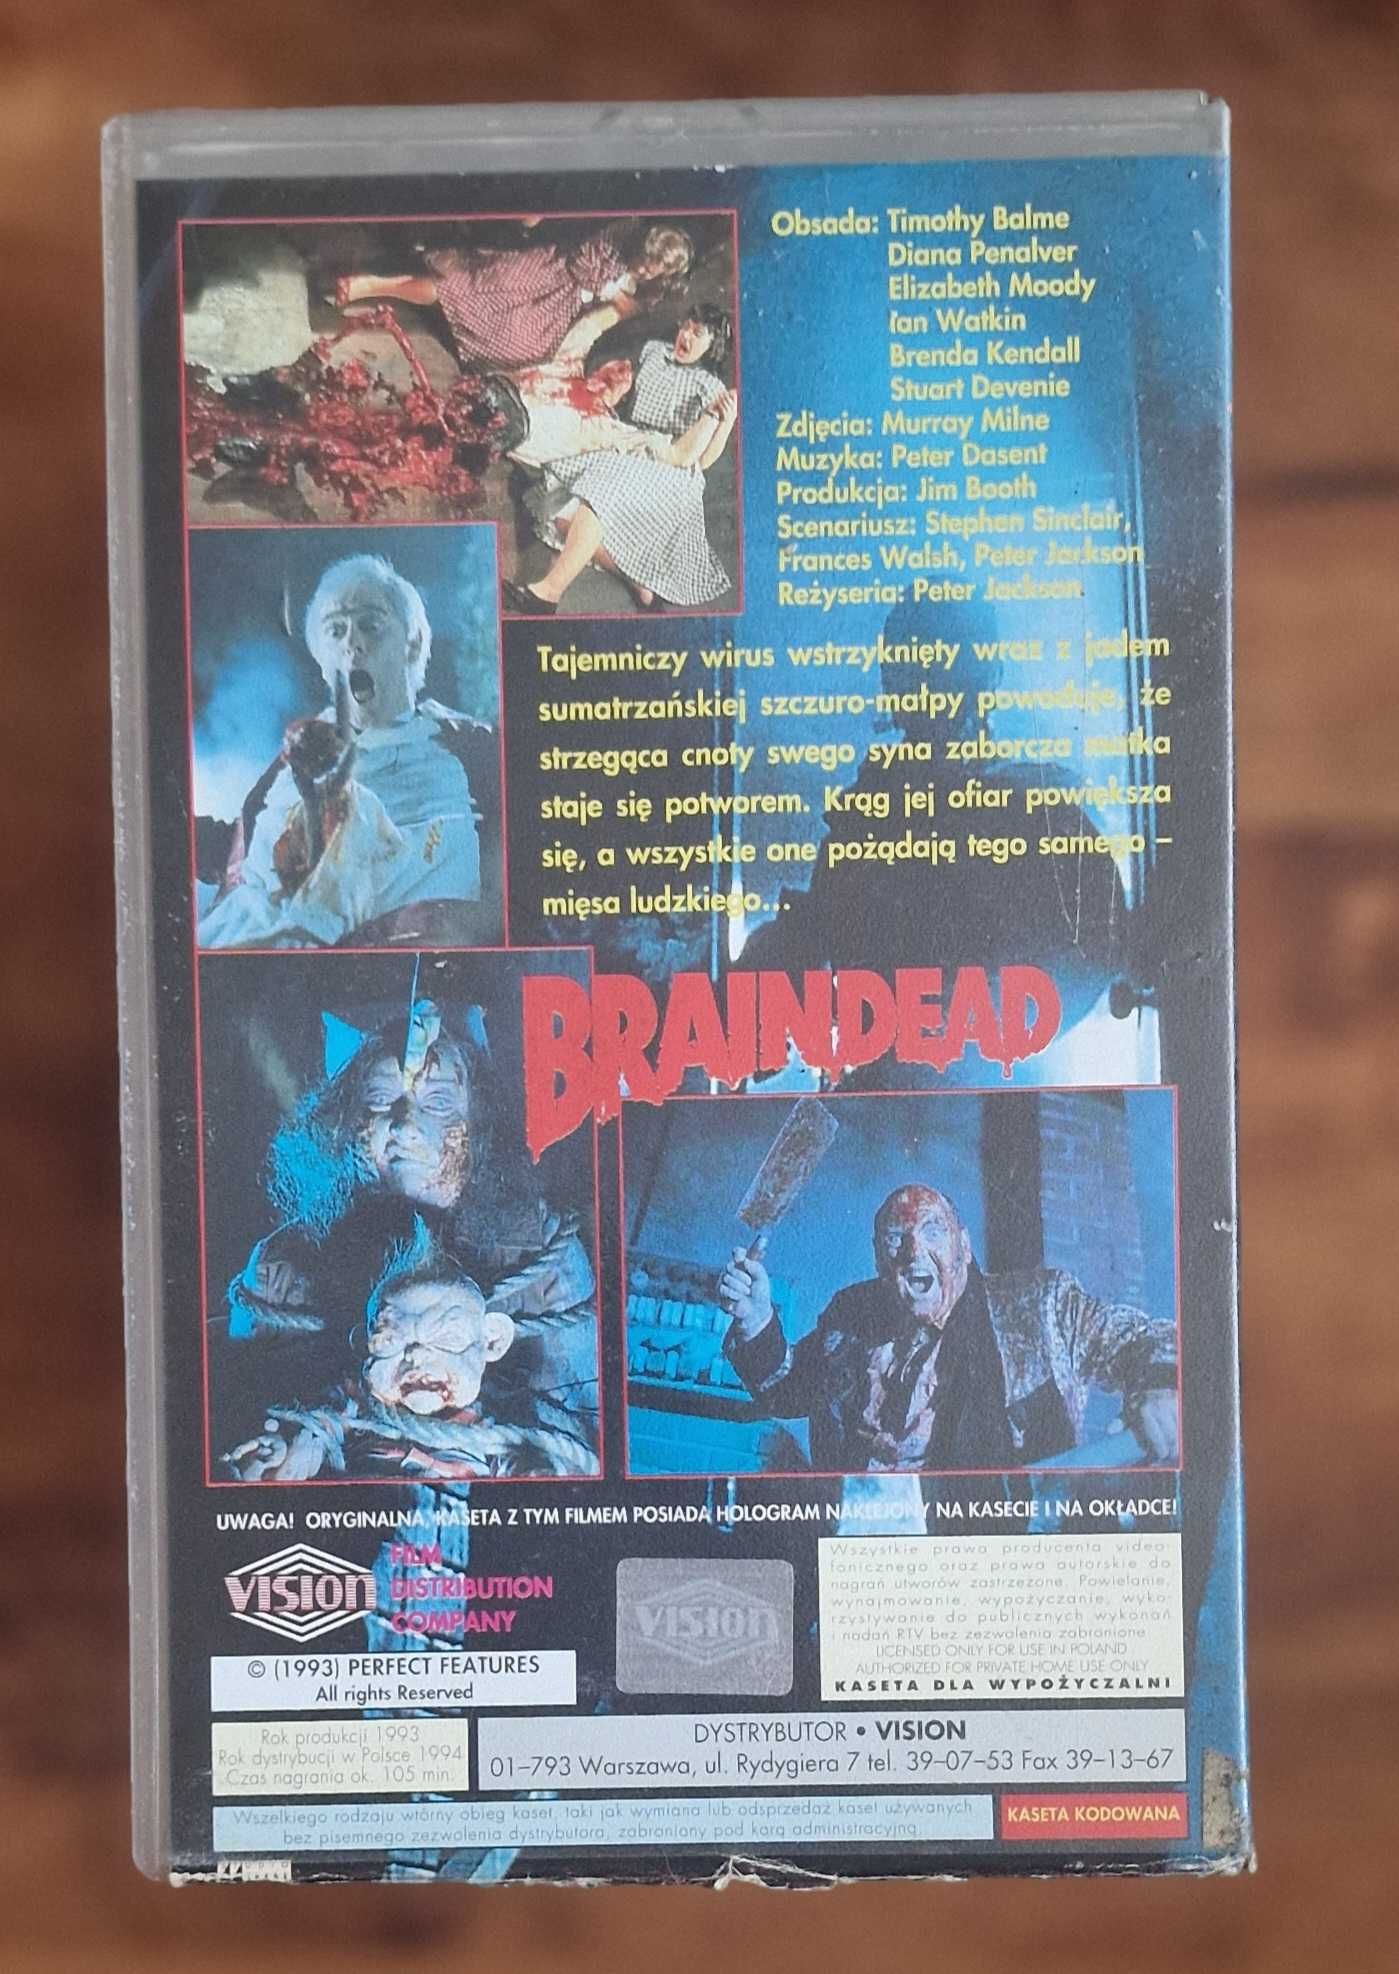 Obsada: Timothy Balme
Diana Penalver
Elizabeth Moody
Ian Watkin
Brenda Kendall
Stuart Devenie
Zdjęcia: Murray Milne
Muzyka: Peter Dasent
Produkcja: Jim Booth
Scenariusz: Stephen Sinclair,
Frances Walsh, Peter Jackson
Reżyseria: Peter Jackson
Tajemniczy wirus wstrzyknięty wraz z jadem
sumatrzańskiej szczuro-małpy powoduje, że
strzegąca cnoty swego syna zaborcza matka
staje się potworem. Krąg jej ofiar powiększa
się, a wszystkie one pożądają tego samego –
mięsa ludzkiego...
BRAINDEAD
UWAGA! ORYGINALNA KASETA Z TYM FILMEM POSIADA HOLOGRAM NAKLEJONY NA KASECIE I NA OKŁADCE!
VISION
FILM
DISTRIBUTION
COMPANY
VISION
Wszystkie prawa producenta video-
fonicznego oraz prawa autorskie do
nagrań utworów zastrzeżone. Powielanie,
wynajmowanie, wypożyczanie, wyko-
rzystywanie do publicznych wykonań
i nadań RTV bez zezwolenia zabronione.
LICENSED ONLY FOR USE IN POLAND
AUTHORIZED FOR PRIVATE HOME USE ONLY
KASETA DLA WYPOŻYCZALNI
© (1993) PERFECT FEATURES
All rights Reserved
Rok produkcji 1993
Rok dystrybucji w Polsce 1994
Czas nagrania ok. 105 min.
DYSTRYBUTOR • VISION
01–793 Warszawa, ul. Rydygiera 7 tel. 39–07–53 Fax 39–13–67
Wszelkiego rodzaju wtórny obieg kaset, taki jak wymiana lub odsprzedaż kaset używanych
bez pisemnego zezwolenia dystrybutora, zabroniony pod karą administracyjną.
KASETA KODOWANA